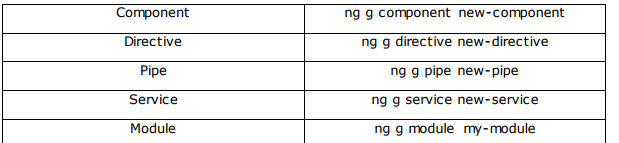 Component ng g component new-component
Directive ng g directive new-directive
Pipe ng g pipe new-pipe
Service ng g service new-service
Module ng g module my-module